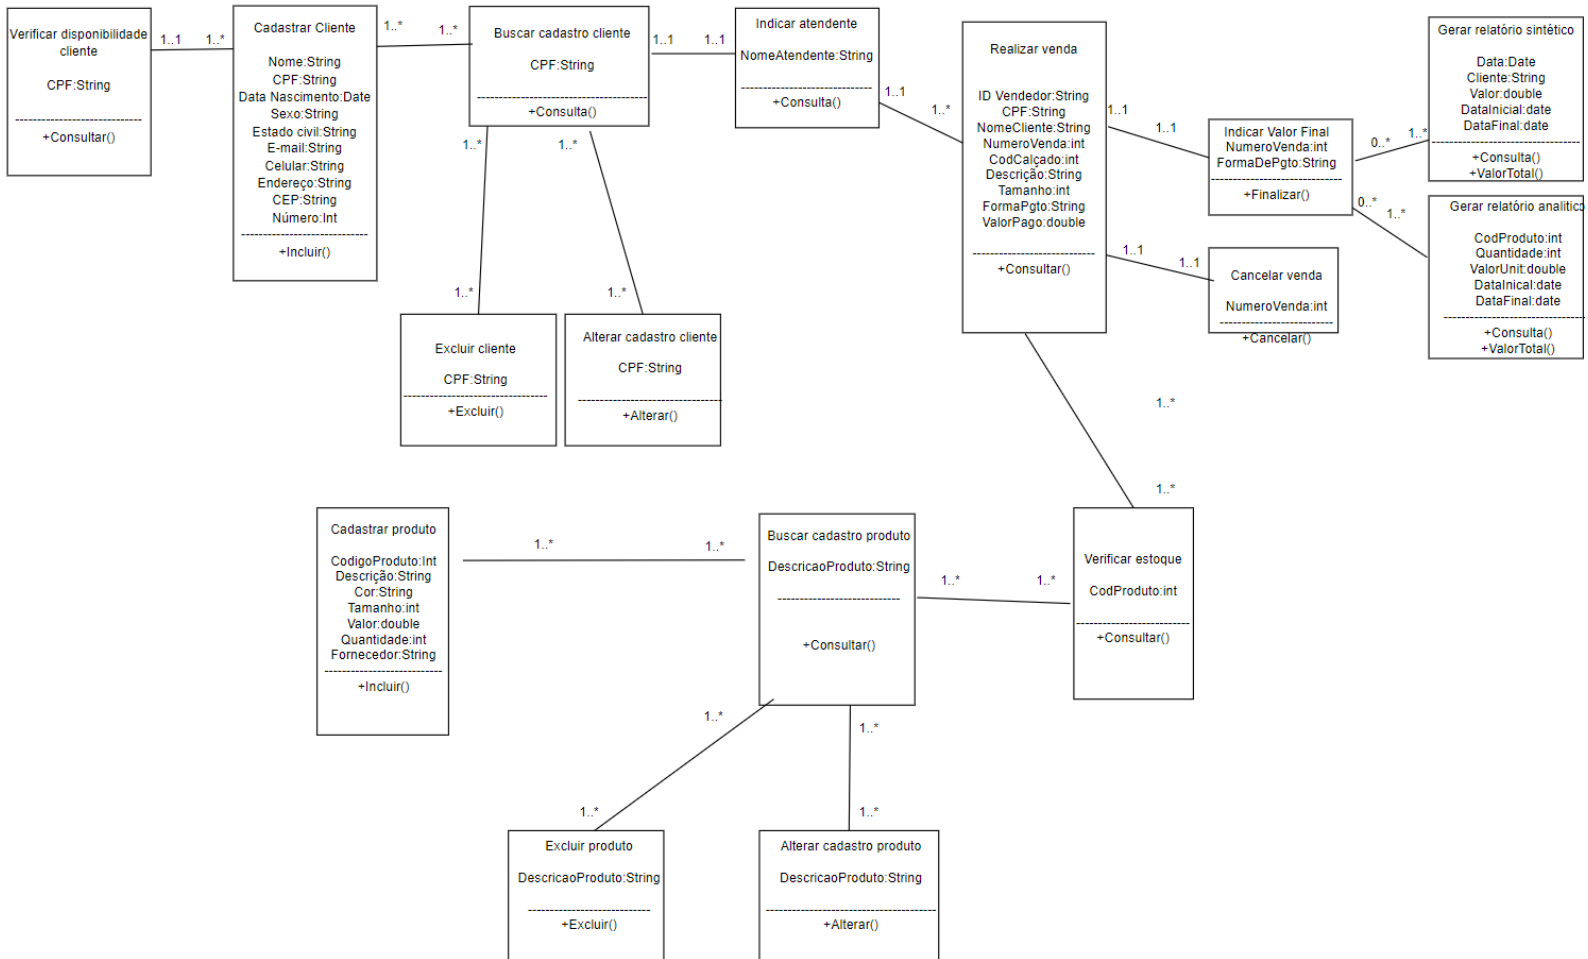 Verificar disponibilidade
cliente
CPF:String
+Consultar()
1..1
1..*
Cadastrar Cliente
Nome:String
CPF:String
Data Nascimento:Date
Sexo:String
Estado civil:String
E-mail:String
Celular:String
Endereço:String
CEP:String
Número:Int
+Incluir()
1..*
1..*
Buscar cadastro cliente
CPF:String
+Consulta()
1..1
1..1
Indicar atendente
NomeAtendente:String
+Consulta()
1..1
1..*
Realizar venda
ID Vendedor:String
CPF:String
NomeCliente:String
NumeroVenda:int
CodCalçado:int
Descrição:String
Tamanho:int
FormaPgto:String
ValorPago:double
+Consultar()
1..1
1..1
Indicar Valor Final
NumeroVenda:int
FormaDePgto:String
+Finalizar()
0..*
1..*
Gerar relatório sintético
Data:Date
Cliente:String
Valor:double
DataInicial:date
DataFinal:date
+Consulta()
+ValorTotal()
0..*
1..*
Gerar relatório analitico
CodProduto:int
Quantidade:int
ValorUnit:double
DataInical:date
DataFinal:date
+Consulta()
+ValorTotal()
1..1
1..1
Cancelar venda
NumeroVenda:int
+Cancelar()
1..*
1..*
1..*
1..*
Excluir cliente
CPF:String
+Excluir()
Alterar cadastro cliente
CPF:String
+Alterar()
1..*
1..*
Cadastrar produto
CodigoProduto:Int
Descrição:String
Cor:String
Tamanho:int
Valor:double
Quantidade:int
Fornecedor:String
+Incluir()
1..*
1..*
Buscar cadastro produto
DescricaoProduto:String
+Consultar()
1..*
1..*
Verificar estoque
CodProduto:int
+Consultar()
1..*
1..*
1..*
1..*
Excluir produto
DescricaoProduto:String
+Excluir()
Alterar cadastro produto
DescricaoProduto:String
+Alterar()